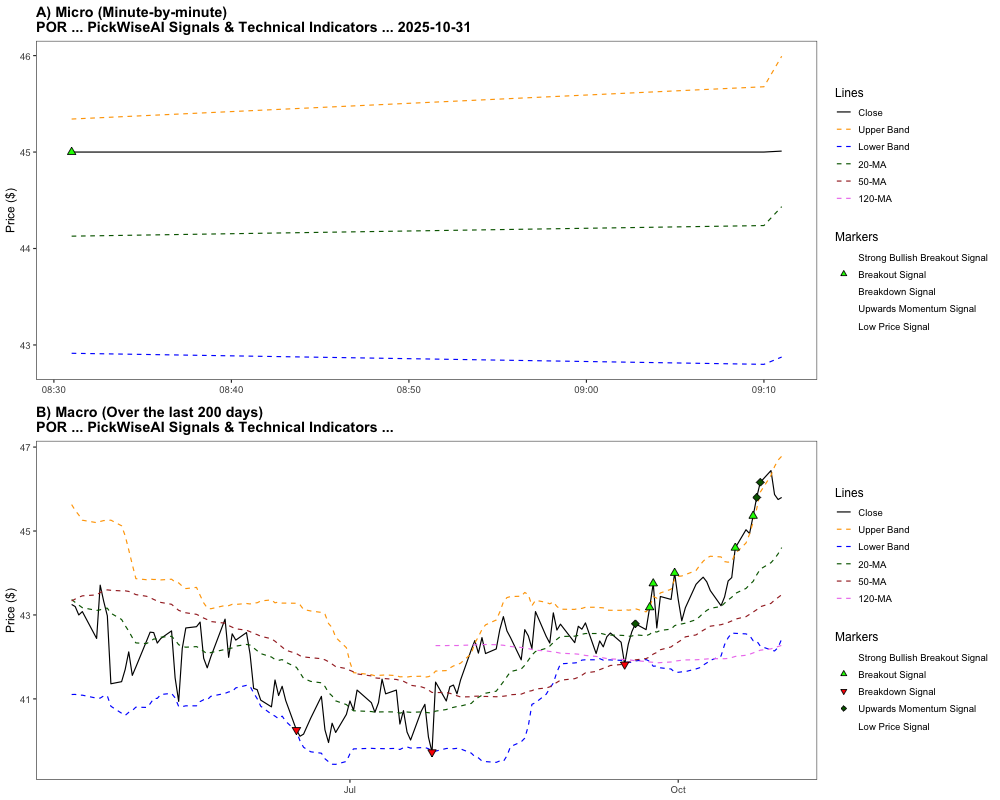 A) Micro (Minute-by-minute)
POR ... PickWiseAI Signals & Technical Indicators ... 2025-10-31
Price ($)
46
45
44
43
08:30
08:40
08:50
09:00
09:10
Lines
Close
Upper Band
Lower Band
20-MA
50-MA
120-MA
Markers
Strong Bullish Breakout Signal
Breakout Signal
Breakdown Signal
Upwards Momentum Signal
Low Price Signal
B) Macro (Over the last 200 days)
POR ... PickWiseAI Signals & Technical Indicators ...
Price ($)
47
45
43
41
Jul
Oct
Lines
Close
Upper Band
Lower Band
20-MA
50-MA
120-MA
Markers
Strong Bullish Breakout Signal
Breakout Signal
Breakdown Signal
Upwards Momentum Signal
Low Price Signal